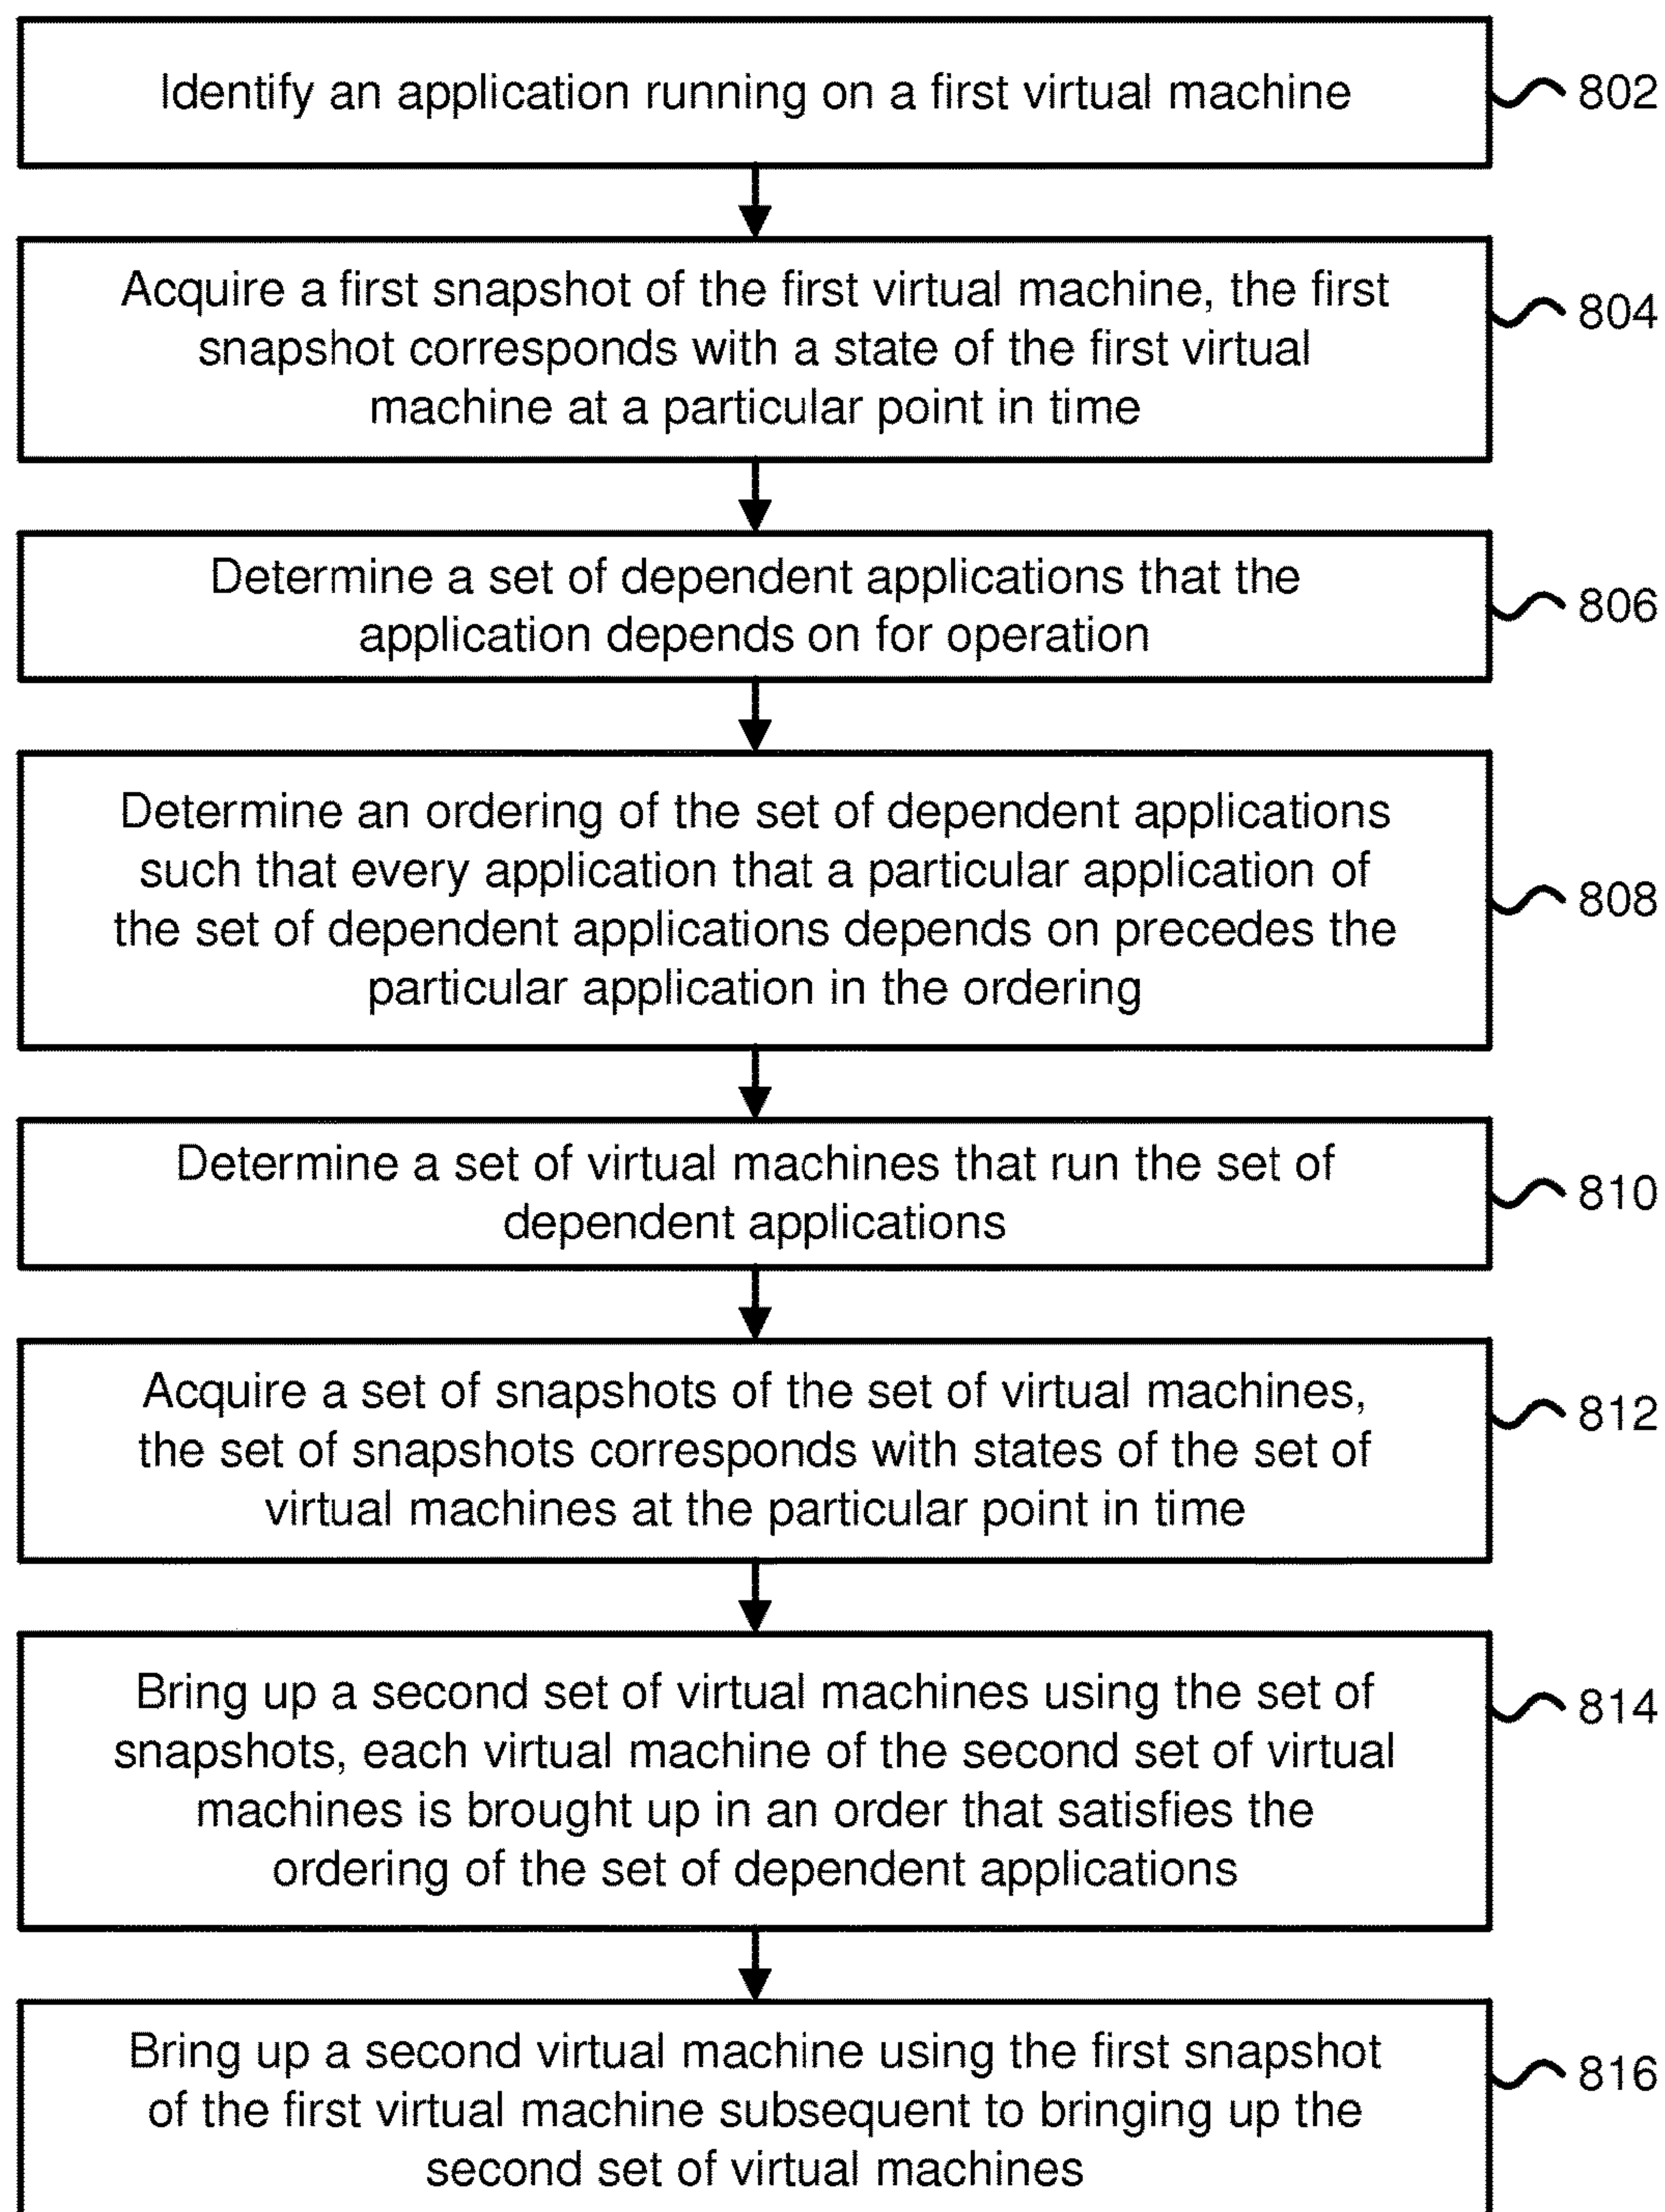 Identify an application running on a first virtual machine
802
Acquire a first snapshot of the first virtual machine, the first
snapshot corresponds with a state of the first virtual
machine at a particular point in time
804
Determine a set of dependent applications that the
application depends on for operation
806
Determine an ordering of the set of dependent applications
such that every application that a particular application of
the set of dependent applications depends on precedes the
particular application in the ordering
808
Determine a set of virtual machines that run the set of
dependent applications
810
Acquire a set of snapshots of the set of virtual machines,
the set of snapshots corresponds with states of the set of
virtual machines at the particular point in time
812
Bring up a second set of virtual machines using the set of
snapshots, each virtual machine of the second set of virtual
machines is brought up in an order that satisfies the
ordering of the set of dependent applications
814
Bring up a second virtual machine using the first snapshot
of the first virtual machine subsequent to bringing up the
second set of virtual machines
816